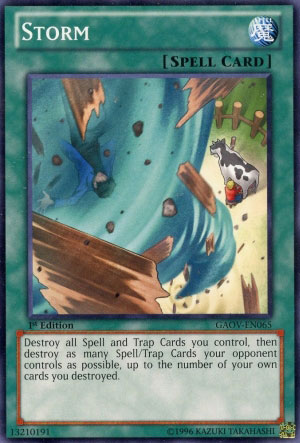 STORM
魔
[SPELL CARD]
1st Edition
GAOV-EN065
Destroy all Spell and Trap Cards you control, then
destroy as many Spell/Trap Cards your opponent
controls as possible, up to the number of your own
cards you destroyed.
13210191
©1996 KAZUKI TAKAHASHI